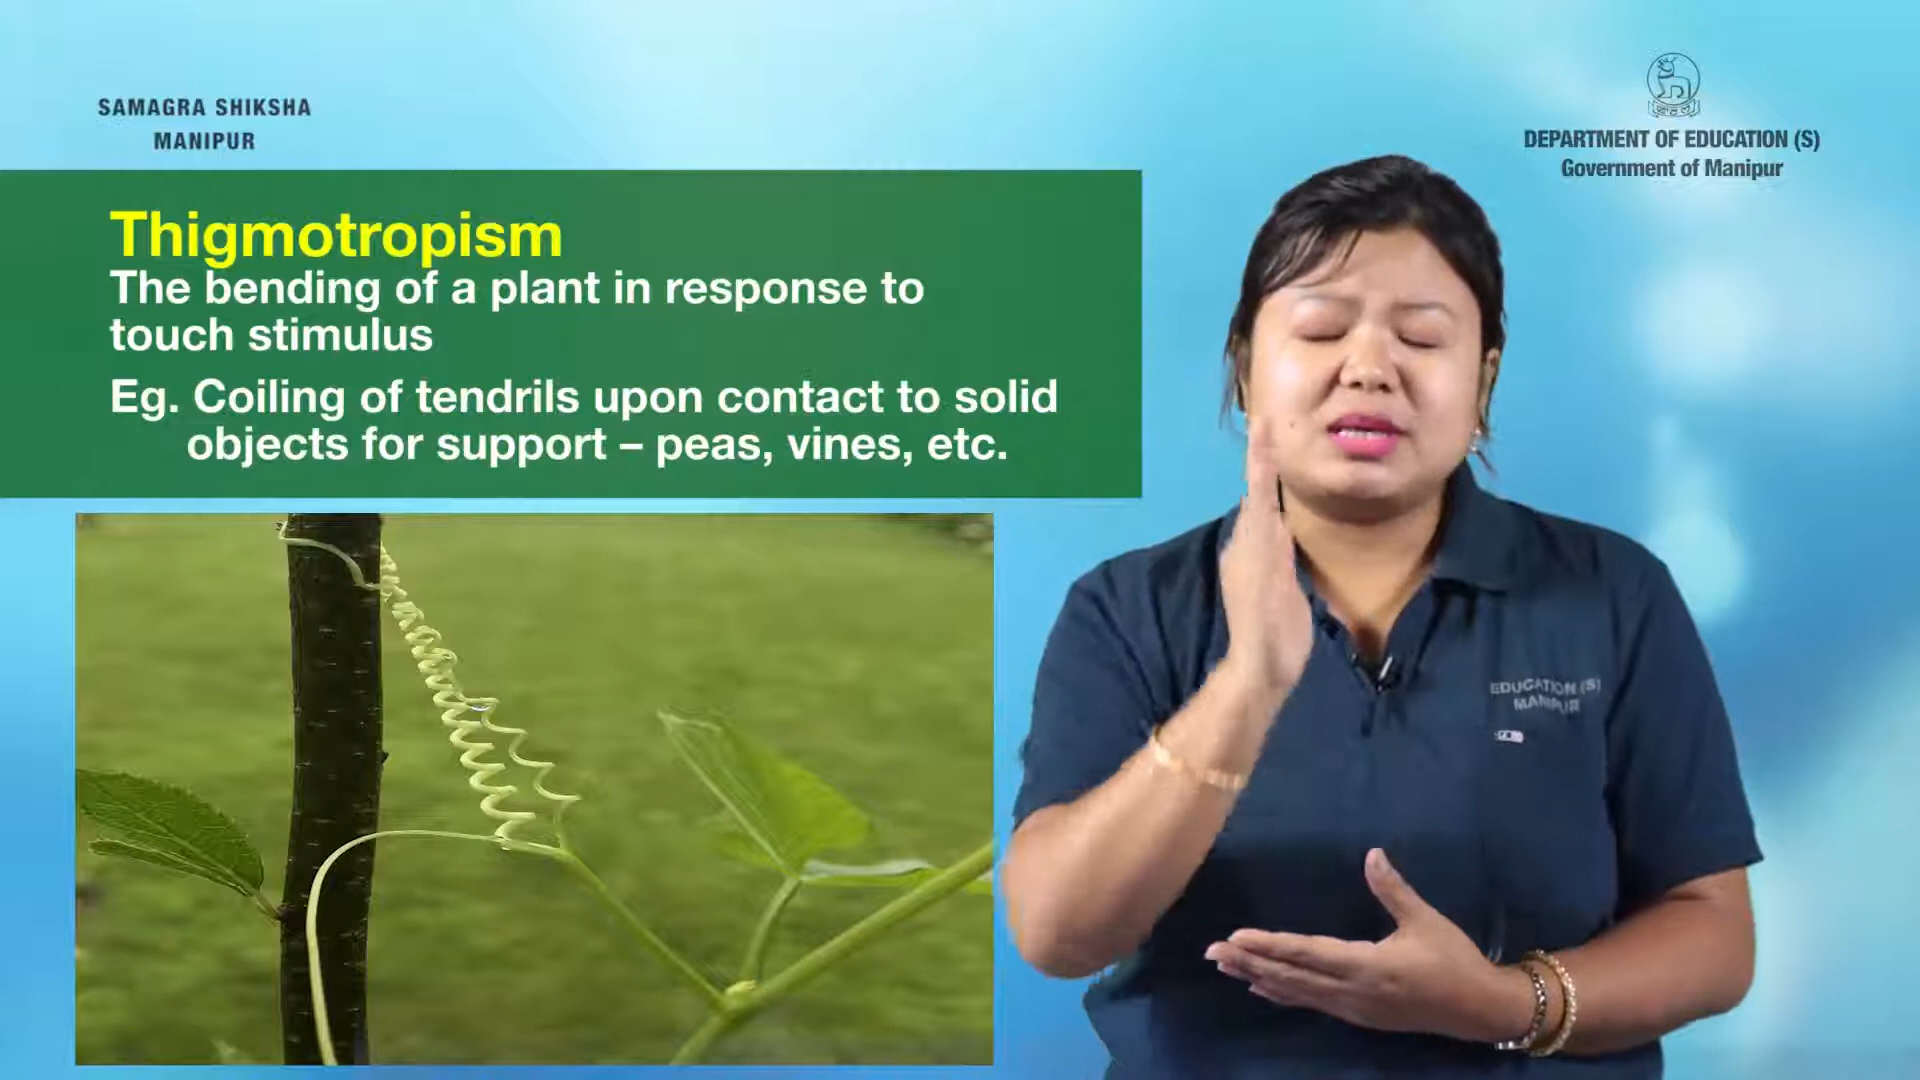 SAMAGRA SHIKSHA
MANIPUR
DEPARTMENT OF EDUCATION (S)
Government of Manipur
Thigmotropism
The bending of a plant in response to
touch stimulus
Eg. Coiling of tendrils upon contact to solid
objects for support – peas, vines, etc.
EDUCATION (S)
MANIPUR